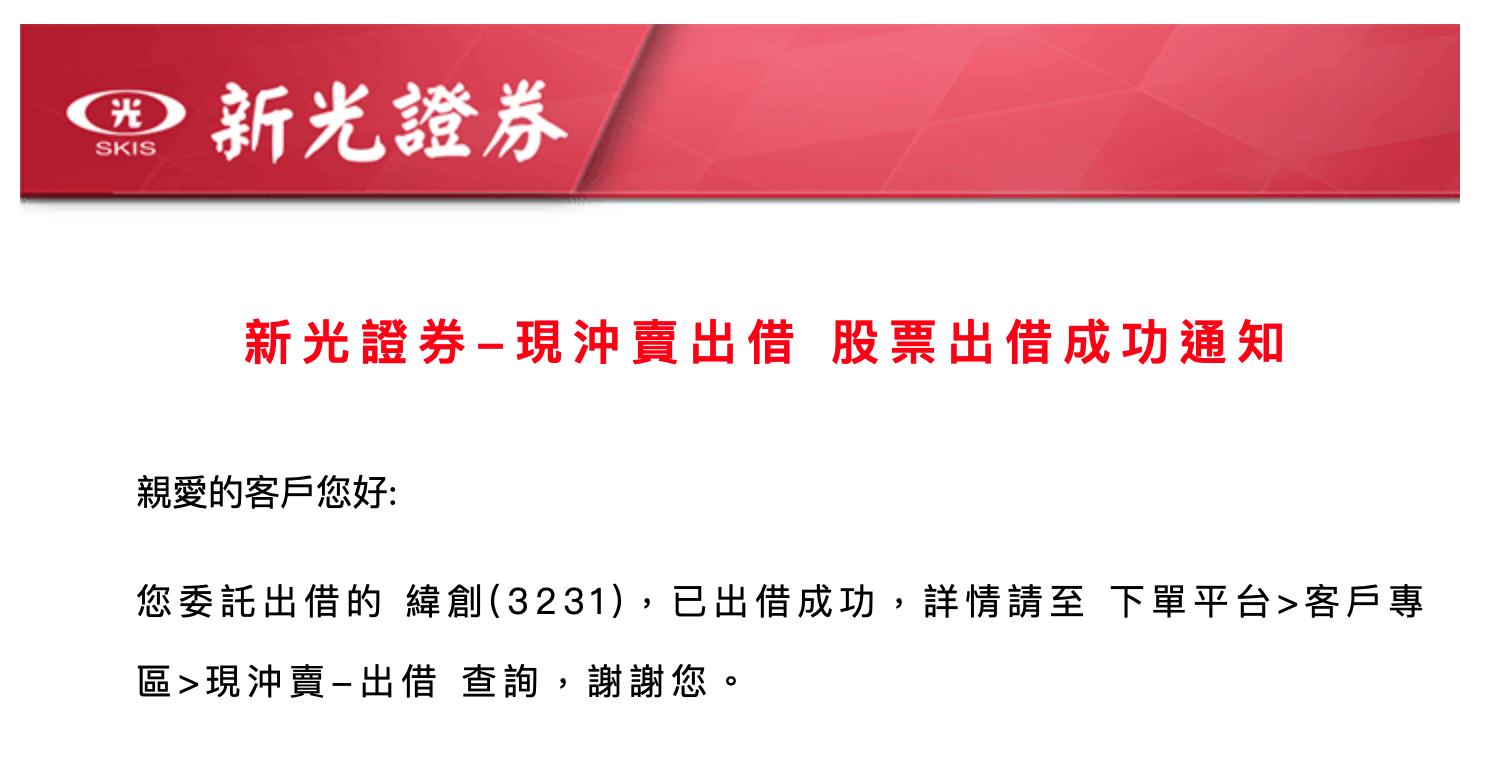 光 新光證券
SKIS
新光證券–現沖賣出借 股票出借成功通知
親愛的客戶您好:
您委託出借的 緯創(3231)，已出借成功，詳情請至 下單平台>客戶專
區>現沖賣–出借 查詢，謝謝您。